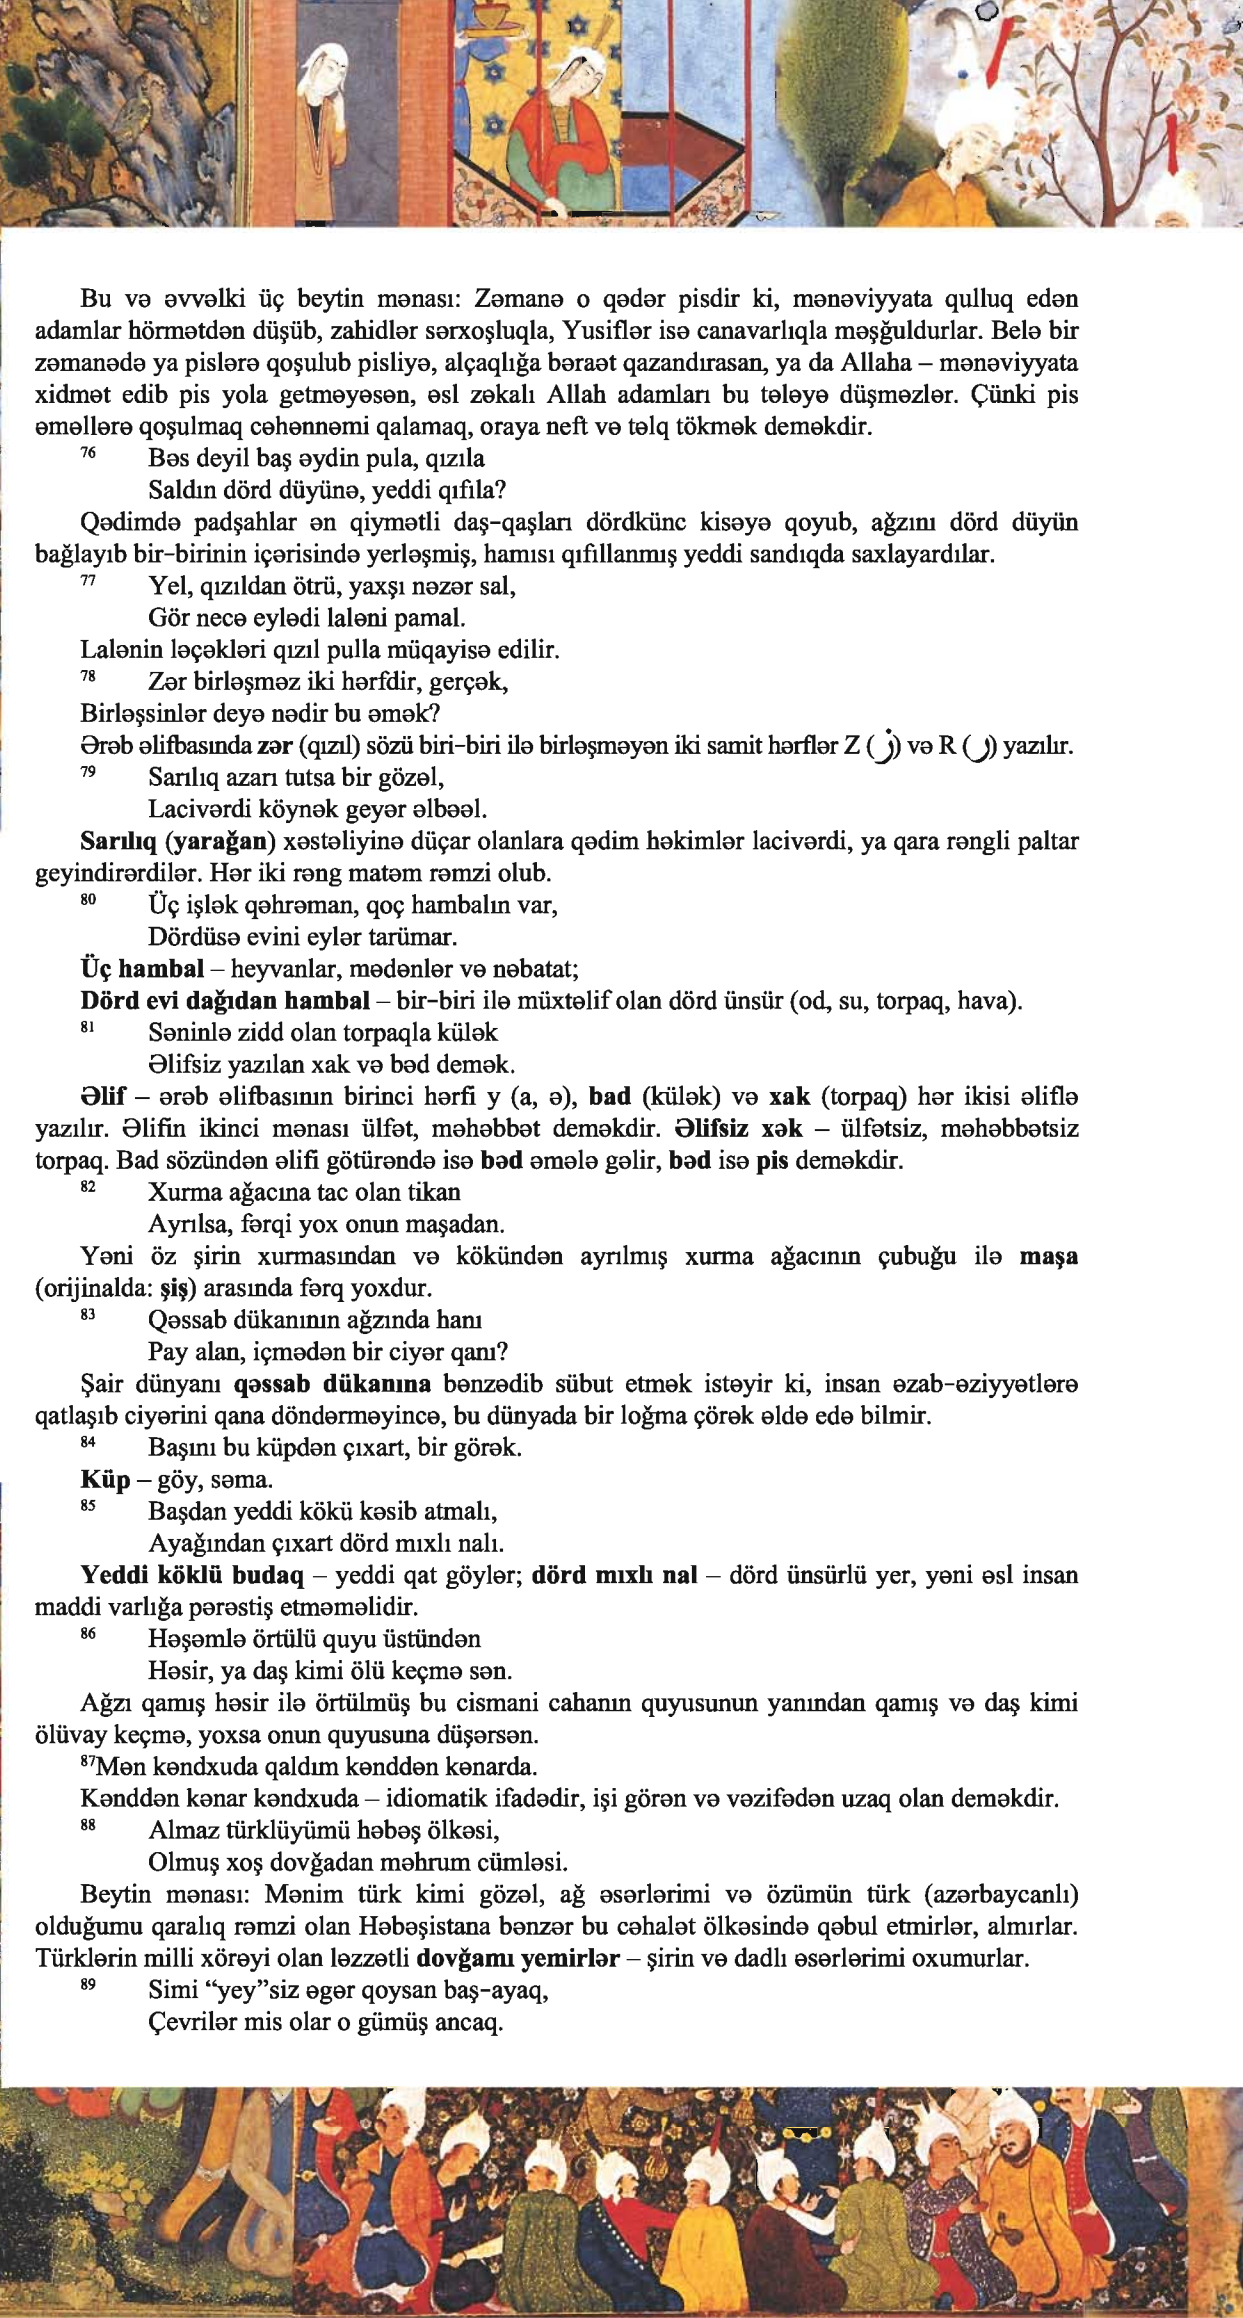 Bu və əvvəlki üç beytin mənası: Zəmanə o qədər pisdir ki, mənəviyyata qulluq edən
adamlar hörmətdən düşüb, zahidlər sərxoşluqla, Yusiflər isə canavarlıqla məşğuldurlar. Belə bir
zəmanədə ya pislərə qoşulub pisliyə, alçaqlığa bəraət qazandırasan, ya da Allaha – mənəviyyata
xidmət edib pis yola getməyəsən, əsl zəkalı Allah adamları bu tələyə düşməzlər. Çünki pis
əməllərə qoşulmaq cəhənnəmi qalamaq, oraya neft və təlq tökmək deməkdir.
76 Bəs deyil baş əydin pula, qızıla
Saldın dörd düyünə, yeddi qıfıla?
Qədimdə padşahlar ən qiymətli daş-qaşları dördkünc kisəyə qoyub, ağzını dörd düyün
bağlayıb bir-birinin içərisində yerləşmiş, hamısı qıfıllanmış yeddi sandıqda saxlayardılar.
77 Yel, qızıldan ötrü, yaxşı nəzər sal,
Gör necə eylədi laləni pamal.
Lalənin ləçəkləri qızıl pulla müqayisə edilir.
78 Zər birləşməz iki hərfdir, gerçək,
Birləşsinlər deyə nədir bu əmək?
Ərəb əlifbasında zər (qızıl) sözü biri-biri ilə birləşməyən iki samit hərflər Z (ز) və R (ر) yazılır.
79 Sarılıq azarı tutsa bir gözəl,
Lacivərdi köynək geyər əlbəəl.
Sarılıq (yarağan) xəstəliyinə düçar olanlara qədim həkimlər lacivərdi, ya qara rəngli paltar
geyindirərdilər. Hər iki rəng matəm rəmzi olub.
80 Üç işlək qəhrəman, qoç hambalın var,
Dördüsə evini eylər tarümar.
Üç hambal – heyvanlar, mədənlər və nəbatat;
Dörd evi dağıdan hambal – bir-biri ilə müxtəlif olan dörd ünsür (od, su, torpaq, hava).
81 Səninlə zidd olan torpaqla külək
Əlifsiz yazılan xak və bəd demək.
Əlif – ərəb əlifbasının birinci hərfi y (a, ə), bad (külək) və xak (torpaq) hər ikisi əliflə
yazılır. Əlifin ikinci mənası ülfət, məhəbbət deməkdir. Əlifsiz xək – ülfətsiz, məhəbbətsiz
torpaq. Bad sözündən əlifi götürəndə isə bəd əmələ gəlir, bəd isə pis deməkdir.
82 Xurma ağacına tac olan tikan
Ayrılsa, fərqi yox onun maşadan.
Yəni öz şirin xurmasından və kökündən ayrılmış xurma ağacının çubuğu ilə maşa
(orijinalda: şiş) arasında fərq yoxdur.
83 Qəssab dükanının ağzında hanı
Pay alan, içmədən bir ciyər qanı?
Şair dünyanı qəssab dükanına bənzədib sübut etmək istəyir ki, insan əzab-əziyyətlərə
qatlaşıb ciyərini qana döndərməyincə, bu dünyada bir loğma çörək əldə edə bilmir.
84 Başını bu küpdən çıxart, bir görək.
Küp – göy, səma.
85 Başdan yeddi kökü kəsib atmalı,
Ayağından çıxart dörd mıxlı nalı.
Yeddi köklü budaq – yeddi qat göylər; dörd mıxlı nal – dörd ünsürlü yer, yəni əsl insan
maddi varlığa pərəstiş etməməlidir.
86 Həşəmlə örtülü quyu üstündən
Həsir, ya daş kimi ölü keçmə sən.
Ağzı qamış həsir ilə örtülmüş bu cismani cahanın quyusunun yanından qamış və daş kimi
ölüvay keçmə, yoxsa onun quyusuna düşərsən.
87Mən kəndxuda qaldım kənddən kənarda.
Kənddən kənar kəndxuda – idiomatik ifadədir, işi görən və vəzifədən uzaq olan deməkdir.
88 Almaz türklüyümü həbəş ölkəsi,
Olmuş xoş dovğadan məhrum cümləsi.
Beytin mənası: Mənim türk kimi gözəl, ağ əsərlərimi və özümün türk (azərbaycanlı)
olduğumu qaralıq rəmzi olan Həbəşistana bənzər bu cəhalət ölkəsində qəbul etmirlər, almırlar.
Türklərin milli xörəyi olan ləzzətli dovğamı yemirlər – şirin və dadlı əsərlərimi oxumurlar.
89 Simi “yey”siz əgər qoysan baş-ayaq,
Çevrilər mis olar o gümüş ancaq.